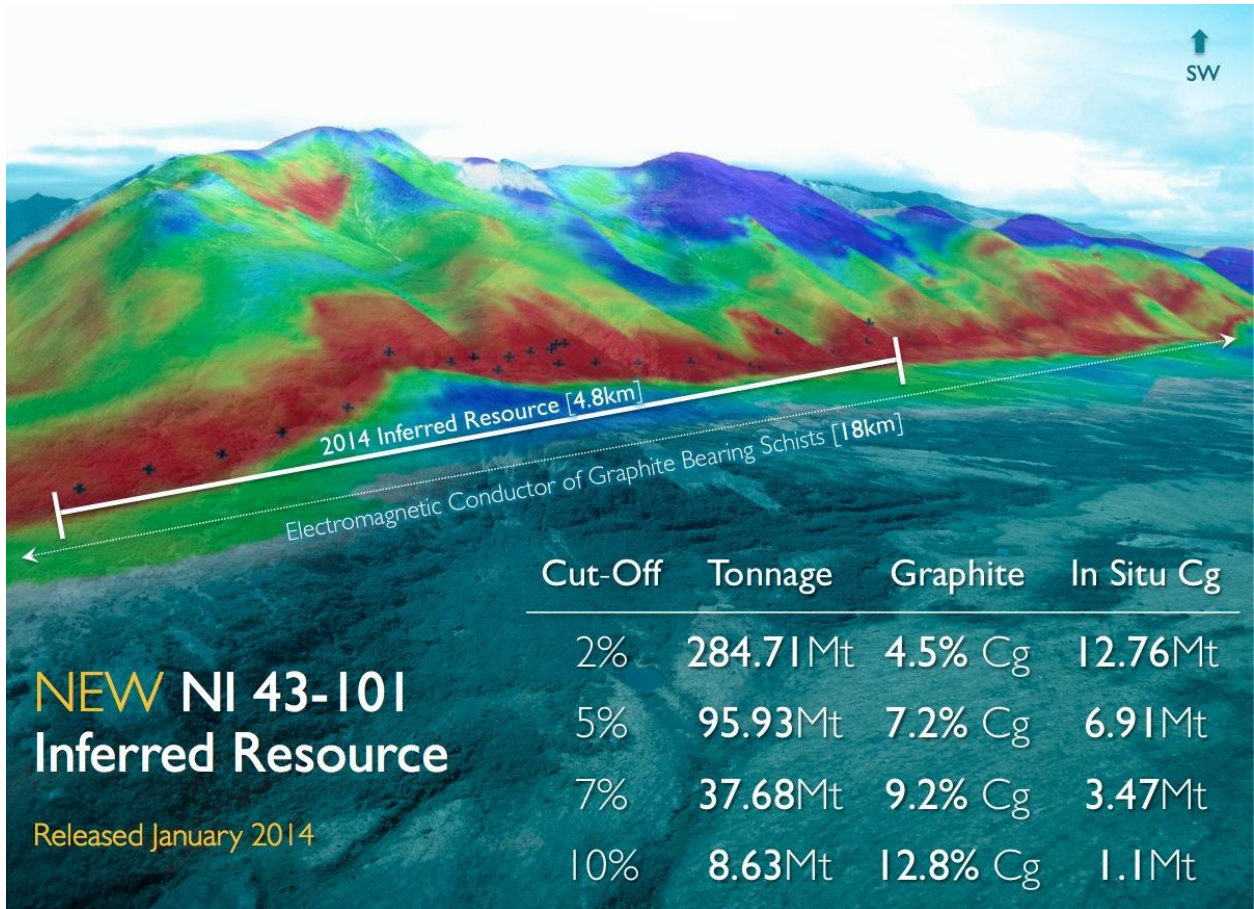 SW
2014 Inferred Resource [4.8km]
Electromagnetic Conductor of Graphite Bearing Schists [18km]
Cut-Off Tonnage Graphite In Situ Cg
2% 284.71Mt 4.5% Cg 12.76Mt
5% 95.93Mt 7.2% Cg 6.91Mt
7% 37.68Mt 9.2% Cg 3.47Mt
10% 8.63Mt 12.8% Cg 1.1Mt
NEW NI 43-101
Inferred Resource
Released January 2014